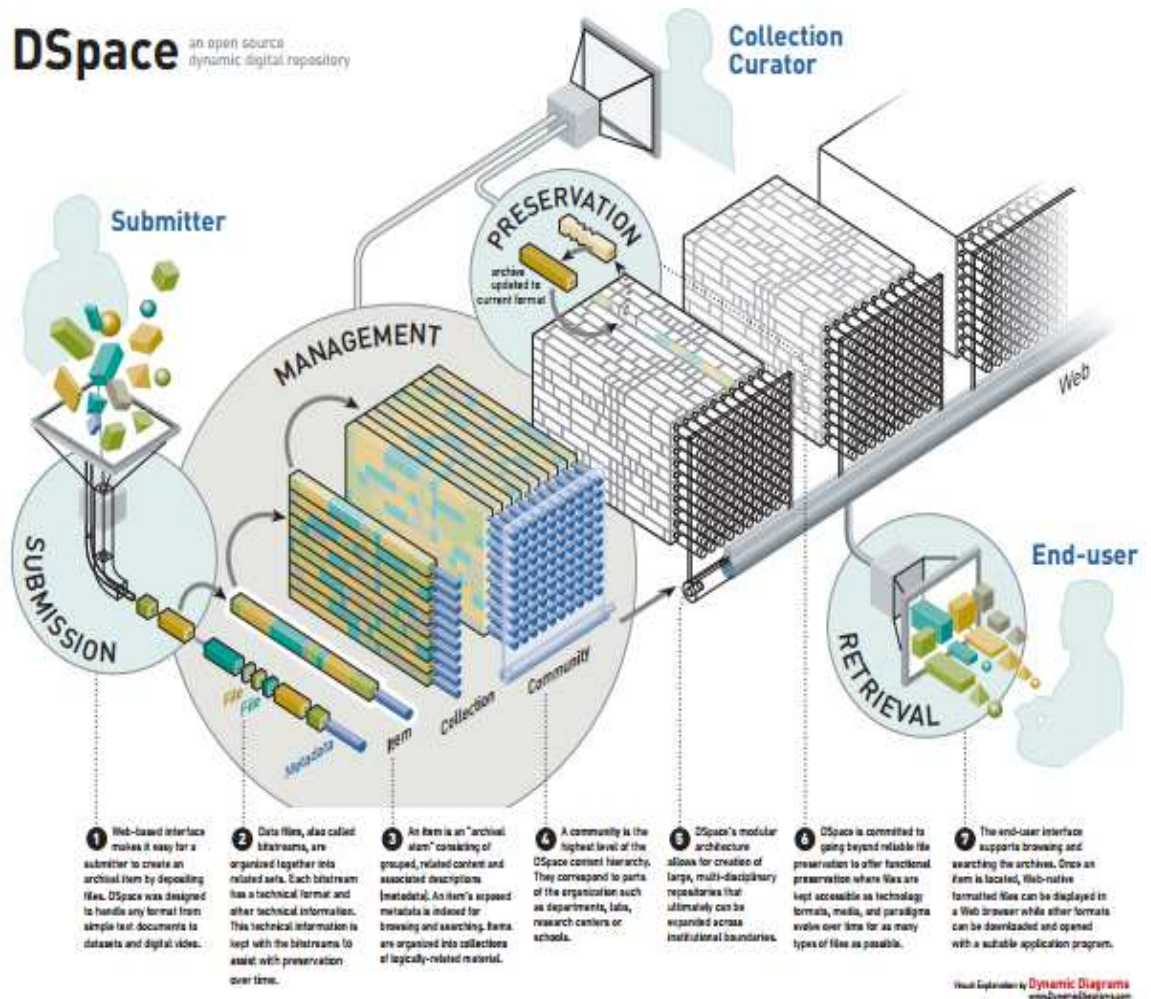 DSpace
an open source
dynamic digital repository
Collection
Curator
Submitter
PRESERVATION
archive
updated to
current format
MANAGEMENT
Web
SUBMISSION
End-user
RETRIEVAL
File
File
Metadata
Item
Collection
Community
1 Web-based interface
makes it easy for a
submitter to create an
archival item by depositing
files. DSpace was designed
to handle any format from
simple text documents to
datasets and digital video.
2 Data files, also called
bitstreams, are
organized together into
related sets. Each bitstream
has a technical format and
other technical information.
This technical information is
kept with the bitstreams to
assist with preservation
over time.
3 An item is an "archival
atom" consisting of
grouped, related content and
associated descriptions
(metadata). An item's exposed
metadata is indexed for
browsing and searching. Items
are organized into collections
of logically-related material.
4 A community is the
highest level of the
DSpace content hierarchy.
They correspond to parts
of the organization such
as departments, labs,
research centers or
schools.
5 DSpace's modular
architecture
allows for creation of
large, multi-disciplinary
repositories that
ultimately can be
expanded across
institutional boundaries.
6 DSpace is committed to
going beyond reliable file
preservation to offer functional
preservation where files are
kept accessible as technology
formats, media, and paradigms
evolve over time for as many
types of files as possible.
7 The end-user interface
supports browsing and
searching the archives. Once an
item is located, Web-native
formatted files can be displayed in
a Web browser while other formats
can be downloaded and opened
with a suitable application program.
Visual Explanation by Dynamic Diagrams
www.DynamicDiagrams.com